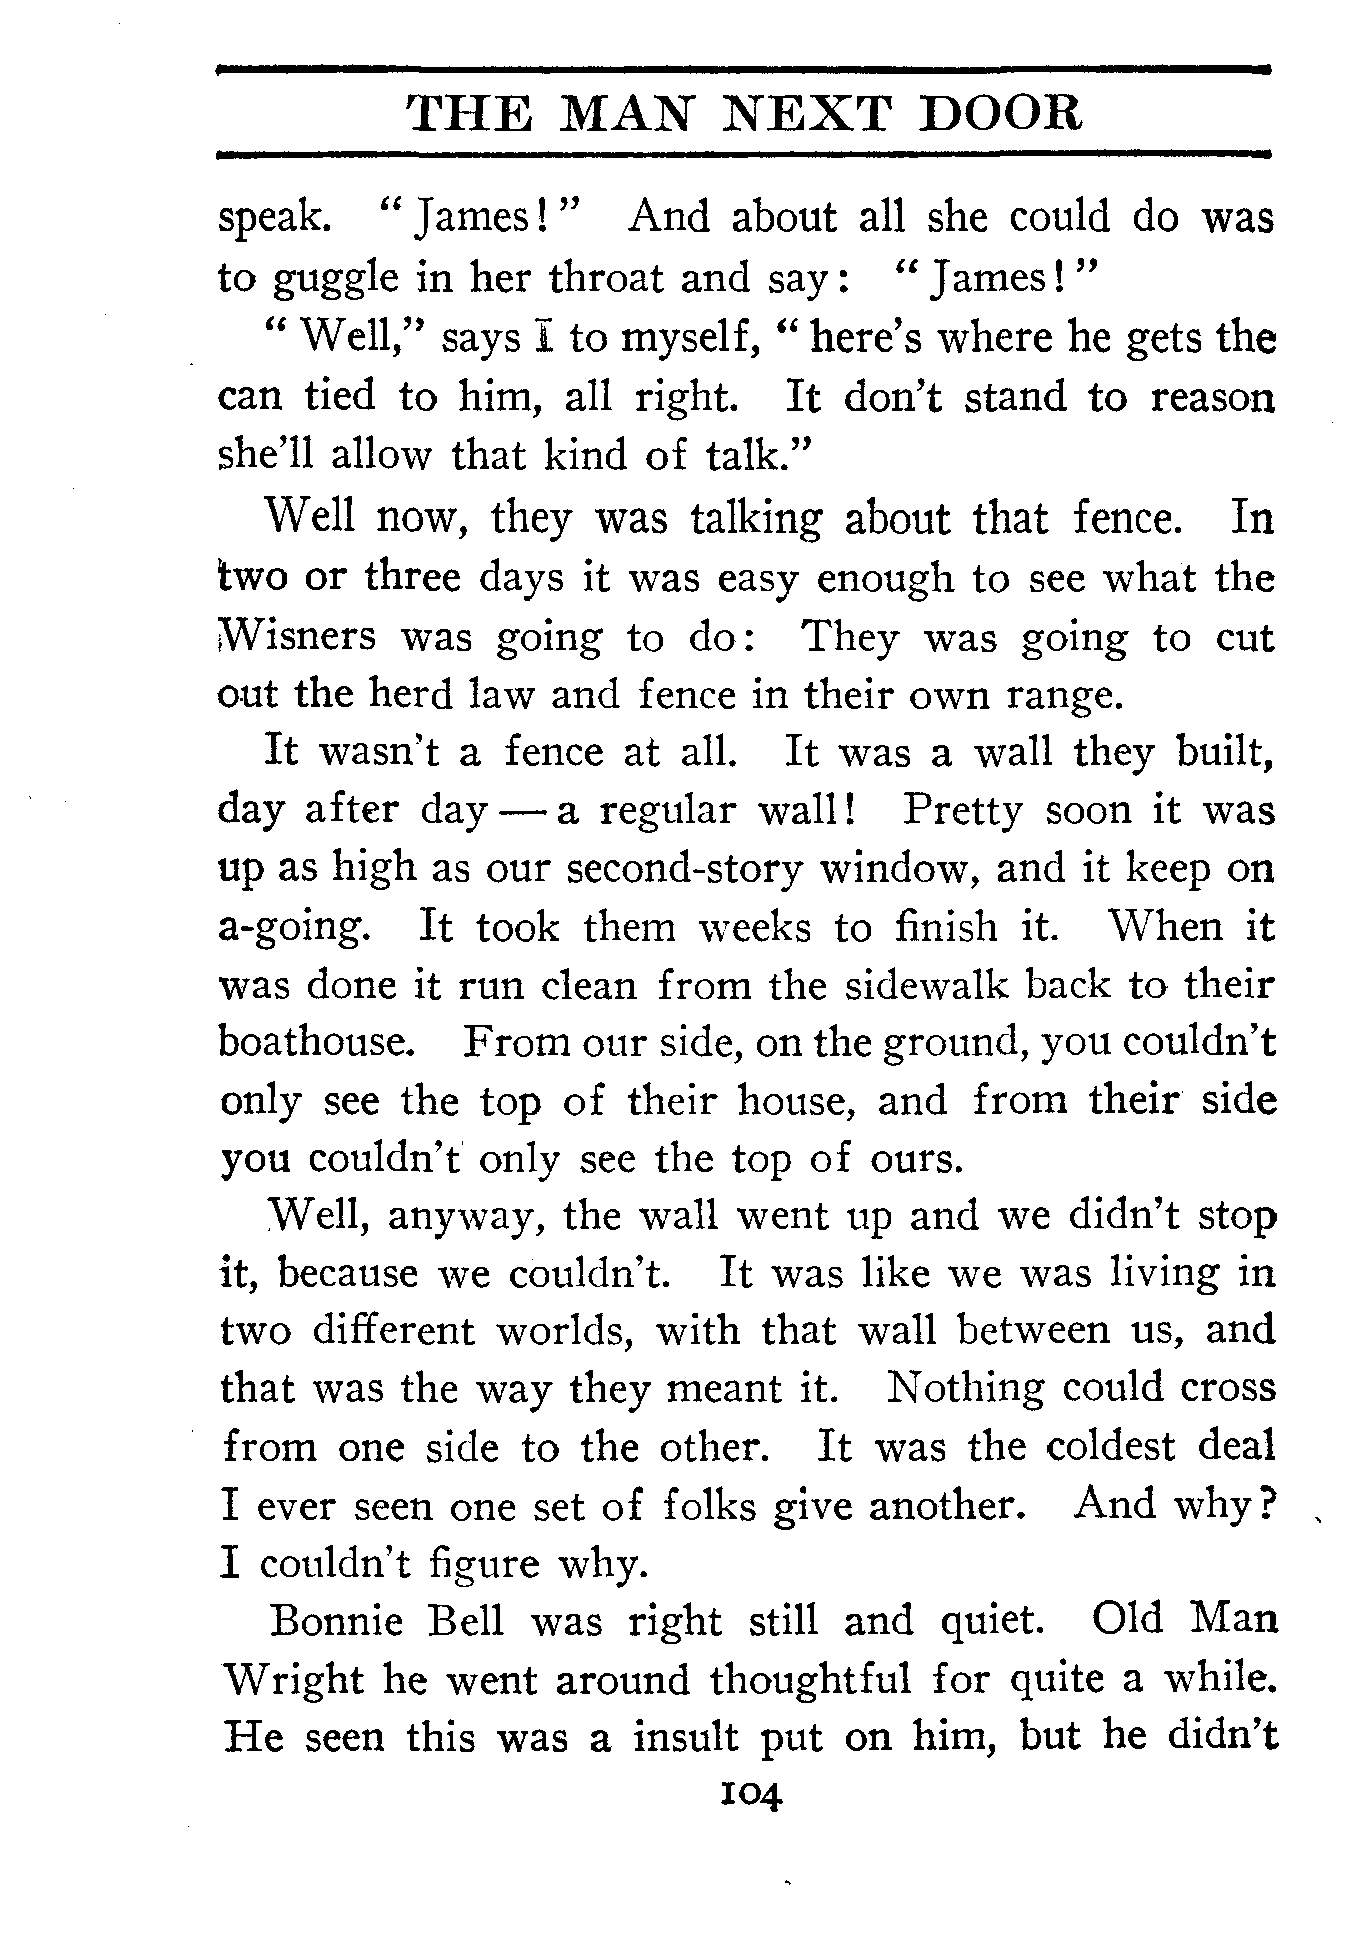 THE MAN NEXT DOOR
speak. "James!" And about all she could do was
to guggle in her throat and say: "James!"
"Well," says I to myself, "here's where he gets the
can tied to him, all right. It don't stand to reason
she'll allow that kind of talk."
Well now, they was talking about that fence. In
two or three days it was easy enough to see what the
Wisners was going to do: They was going to cut
out the herd law and fence in their own range.
It wasn't a fence at all. It was a wall they built,
day after day — a regular wall! Pretty soon it was
up as high as our second-story window, and it keep on
a-going. It took them weeks to finish it. When it
was done it run clean from the sidewalk back to their
boathouse. From our side, on the ground, you couldn't
only see the top of their house, and from their side
you couldn't only see the top of ours.
Well, anyway, the wall went up and we didn't stop
it, because we couldn't. It was like we was living in
two different worlds, with that wall between us, and
that was the way they meant it. Nothing could cross
from one side to the other. It was the coldest deal
I ever seen one set of folks give another. And why?
I couldn't figure why.
Bonnie Bell was right still and quiet. Old Man
Wright he went around thoughtful for quite a while.
He seen this was a insult put on him, but he didn't
104